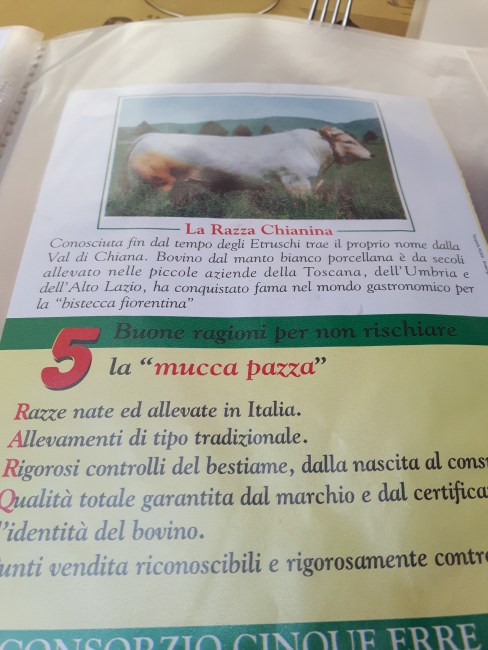 La Razza Chianina
Conosciuta fin dal tempo degli Etruschi trae il proprio nome dalla
Val di Chiana. Bovino dal manto bianco porcellana è da secoli
allevato nelle piccole aziende della Toscana, dell'Umbria e
dell'Alto Lazio, ha conquistato fama nel mondo gastronomico per
la "bistecca fiorentina"
5 Buone ragioni per non rischiare
la "mucca pazza"
Razze nate ed allevate in Italia.
Allevamenti di tipo tradizionale.
Rigorosi controlli del bestiame, dalla nascita al
Qualità totale garantita dal marchio e dal
l'identità del bovino.
unti vendita riconoscibili e rigorosamente
CONSORZIO CINQUE ERRE